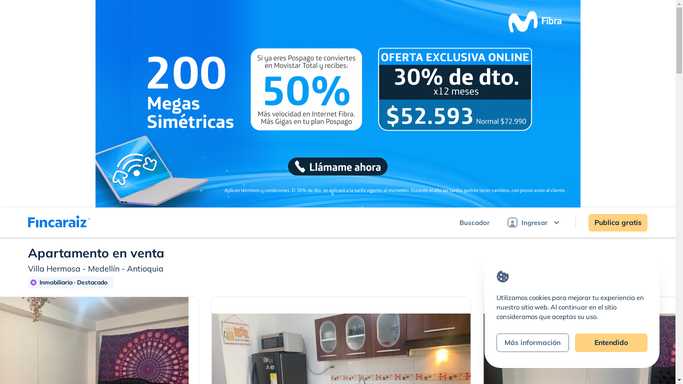 Fibra
200
Megas
Simétricas
Si ya eres Pospago te conviertes
en Movistar Total y recibes.
50%
Más velocidad en Internet Fibra.
Más Gigas en tu plan Pospago
OFERTA EXCLUSIVA ONLINE
30% de dto.
x12 meses
$52.593 Normal $72.990
Llámame ahora
Fincaraiz
Buscador
Ingresar
Publica gratis
Apartamento en venta
Villa Hermosa - Medellín - Antioquia
Inmobiliaria - Destacado
Utilizamos cookies para mejorar tu experiencia en
nuestro sitio web. Al continuar en el sitio
consideramos que aceptas su uso.
Más información
Entendido